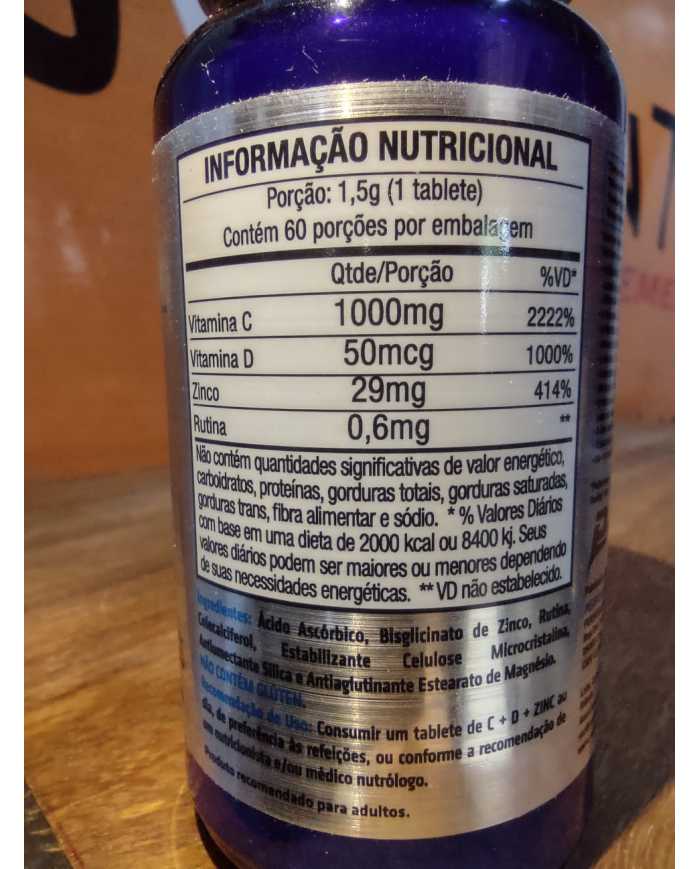 INFORMAÇÃO NUTRICIONAL
Porção: 1,5g (1 tablete)
Contém 60 porções por embalagem
Qtde/Porção %VD*
Vitamina C 1000mg 2222%
Vitamina D 50mcg 1000%
Zinco 29mg 414%
Rutina 0,6mg **
Não contém quantidades significativas de valor energético,
carboidratos, proteínas, gorduras totais, gorduras saturadas,
gorduras trans, fibra alimentar e sódio. * % Valores Diários
com base em uma dieta de 2000 kcal ou 8400 kj. Seus
valores diários podem ser maiores ou menores dependendo
de suas necessidades energéticas. ** VD não estabelecido.
Ingredientes: Ácido Ascórbico, Bisglicinato de Zinco, Rutina,
Colecalciferol, Estabilizante Celulose Microcristalina,
Antiumectante Sílica e Antiaglutinante Estearato de Magnésio.
NÃO CONTÉM GLÚTEN.
Recomendação de Uso: Consumir um tablete de C + D + ZINC ao
dia, de preferência às refeições, ou conforme a recomendação de
um nutricionista e/ou médico nutrólogo.
Produto recomendado para adultos.